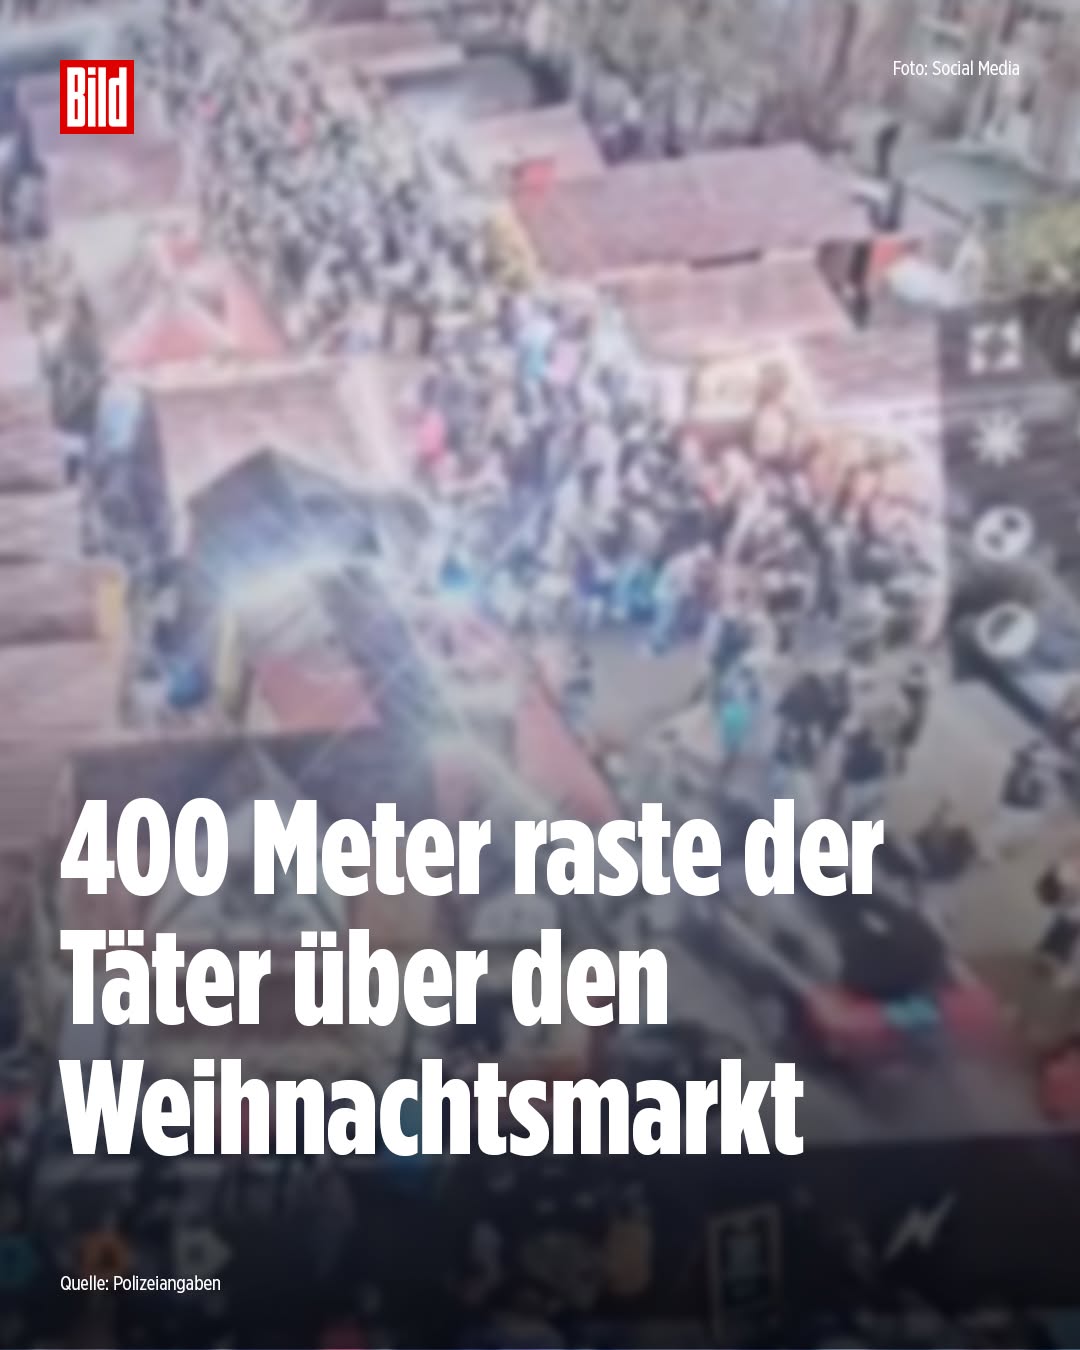 Bild
Foto: Social Media
400 Meter raste der
Täter über den
Weihnachtsmarkt
Quelle: Polizeiangaben